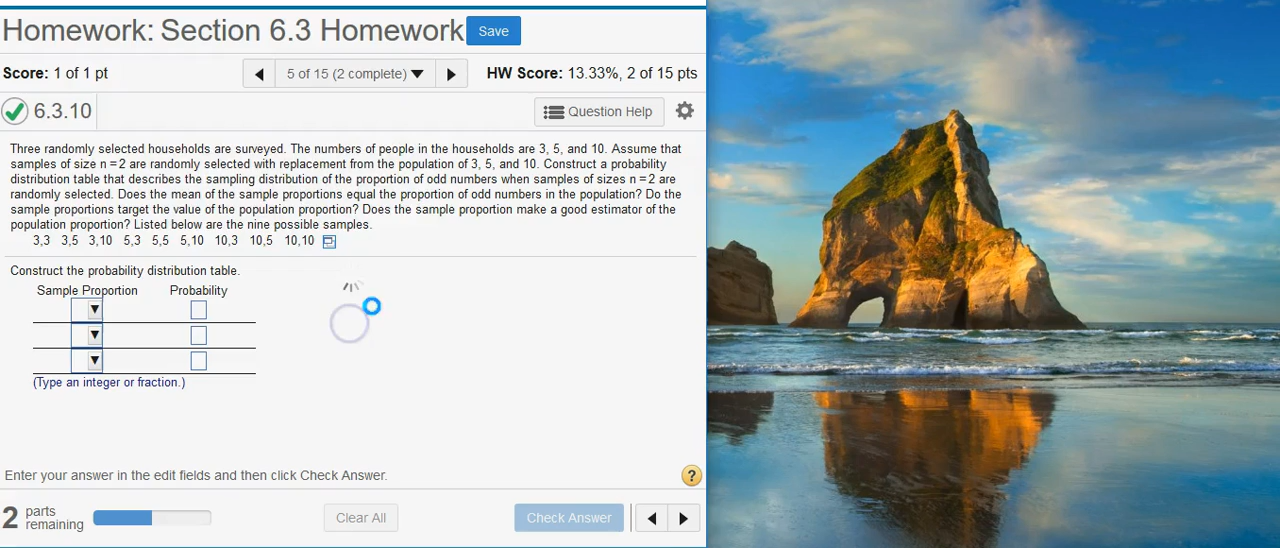 Homework: Section 6.3 Homework Save
Score: 1 of 1 pt 5 of 15 (2 complete) HW Score: 13.33%, 2 of 15 pts
6.3.10 Question Help
Three randomly selected households are surveyed. The numbers of people in the households are 3, 5, and 10. Assume that
samples of size n=2 are randomly selected with replacement from the population of 3, 5, and 10. Construct a probability
distribution table that describes the sampling distribution of the proportion of odd numbers when samples of sizes n=2 are
randomly selected. Does the mean of the sample proportions equal the proportion of odd numbers in the population? Do the
sample proportions target the value of the population proportion? Does the sample proportion make a good estimator of the
population proportion? Listed below are the nine possible samples.
3,3 3,5 3,10 5,3 5,5 5,10 10,3 10,5 10,10
Construct the probability distribution table.
Sample Proportion Probability
(Type an integer or fraction.)
Enter your answer in the edit fields and then click Check Answer. ?
2 parts remaining Clear All Check Answer